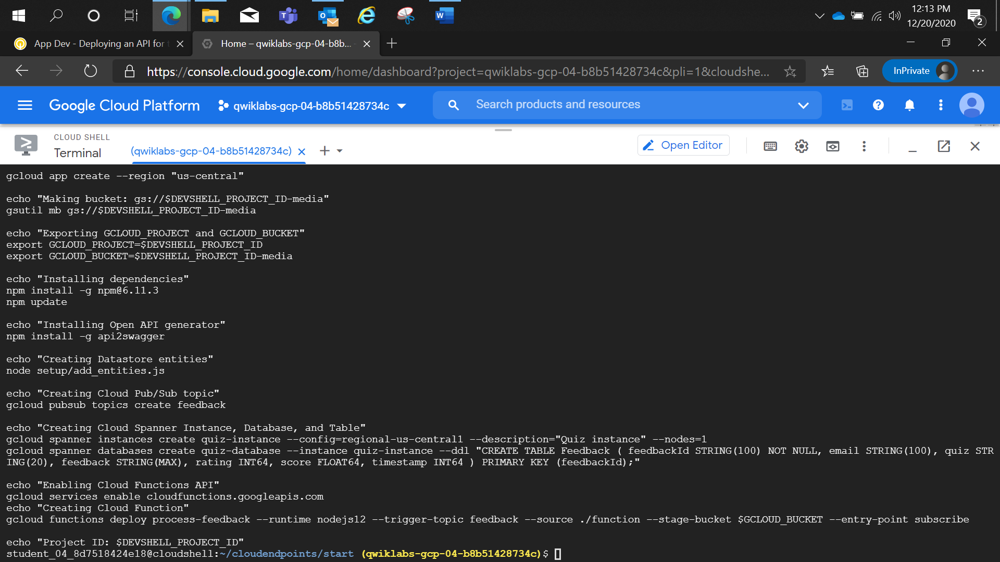 12:13 PM
12/20/2020
2
App Dev - Deploying an API for
Home – qwiklabs-gcp-04-b8b...
https://console.cloud.google.com/home/dashboard?project=qwiklabs-gcp-04-b8b51428734c&pli=1&cloudshe...
InPrivate
Google Cloud Platform
qwiklabs-gcp-04-b8b51428734c
Search products and resources
CLOUD SHELL
Terminal
(qwiklabs-gcp-04-b8b51428734c)
Open Editor
gcloud app create --region "us-central"
echo "Making bucket: gs://$DEVSHELL_PROJECT_ID-media"
gsutil mb gs://$DEVSHELL_PROJECT_ID-media
echo "Exporting GCLOUD_PROJECT and GCLOUD_BUCKET"
export GCLOUD_PROJECT=$DEVSHELL_PROJECT_ID
export GCLOUD_BUCKET=$DEVSHELL_PROJECT_ID-media
echo "Installing dependencies"
npm install -g npm@6.11.3
npm update
echo "Installing Open API generator"
npm install -g api2swagger
echo "Creating Datastore entities"
node setup/add_entities.js
echo "Creating Cloud Pub/Sub topic"
gcloud pubsub topics create feedback
echo "Creating Cloud Spanner Instance, Database, and Table"
gcloud spanner instances create quiz-instance --config=regional-us-central1 --description="Quiz instance" --nodes=1
gcloud spanner databases create quiz-database --instance quiz-instance --ddl "CREATE TABLE Feedback ( feedbackId STRING(100) NOT NULL, email STRING(100), quiz STR
ING(20), feedback STRING(MAX), rating INT64, score FLOAT64, timestamp INT64 ) PRIMARY KEY (feedbackId);"
echo "Enabling Cloud Functions API"
gcloud services enable cloudfunctions.googleapis.com
echo "Creating Cloud Function"
gcloud functions deploy process-feedback --runtime nodejs12 --trigger-topic feedback --source ./function --stage-bucket $GCLOUD_BUCKET --entry-point subscribe
echo "Project ID: $DEVSHELL_PROJECT_ID"
student_04_8d7518424e18@cloudshell:~/cloudendpoints/start (qwiklabs-gcp-04-b8b51428734c)$